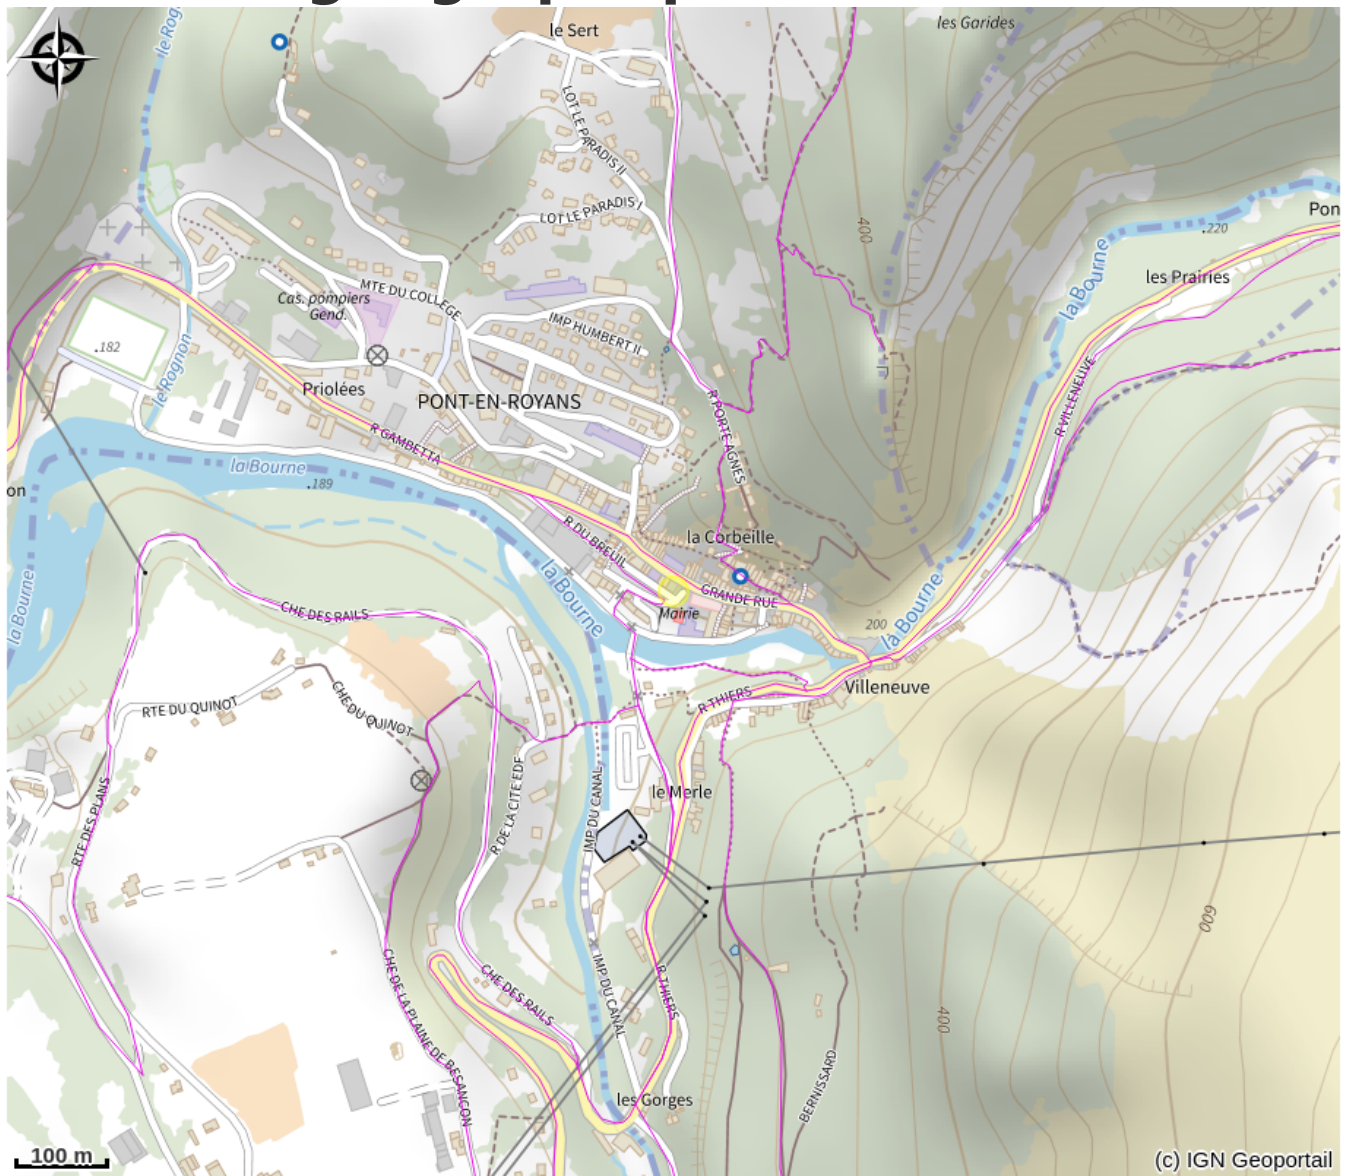 le Sert
les Garides
le Rog
LOT LE PARADIS II
LOT LE PARADIS I
400
Pon
.220
la Bourne
les Prairies
MTE DU COLLEGE
Cas. pompiers
Gend.
IMP HUMBERT II
.182
le Rognon
Priolées
PONT-EN-ROYANS
R PORTE AGNES
R VILLENEUVE
R GAMBETTA
la Bourne
.189
on
la Corbeille
R DU BREUIL
GRANDE RUE
la Bourne
Mairie
200
la Bourne
la Bourne
CHE DES RAILS
Villeneuve
R THIERS
RTE DU QUINOT
CHE DU QUINOT
le Merle
RTE DES PLANS
R DE LA CITE EDF
IMP DU CANAL
600
CHE DE LA PLAINE DE BESANCON
CHE DES RAILS
IMP DU CANAL
R THIERS
400
BERNISSARD
les Gorges
100 m
(c) IGN Geoportail